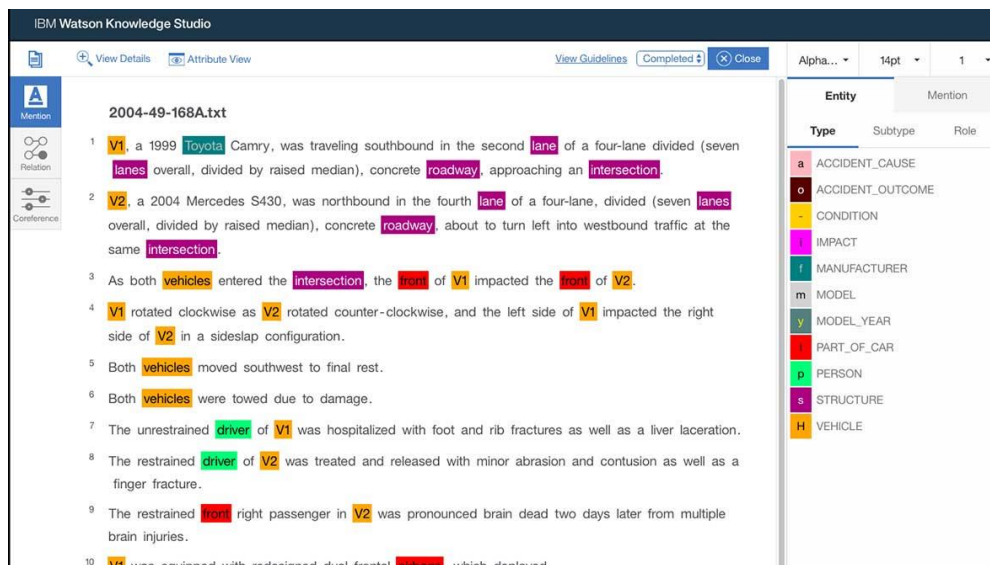 IBM Watson Knowledge Studio
View Details Attribute View View Guidelines Completed Close Alpha... 14pt 1
Mention
Relation
Coreference
2004-49-168A.txt
1 V1, a 1999 Toyota Camry, was traveling southbound in the second lane of a four-lane divided (seven
lanes overall, divided by raised median), concrete roadway, approaching an intersection.
2 V2, a 2004 Mercedes S430, was northbound in the fourth lane of a four-lane, divided (seven lanes
overall, divided by raised median), concrete roadway, about to turn left into westbound traffic at the
same intersection.
3 As both vehicles entered the intersection, the front of V1 impacted the front of V2.
4 V1 rotated clockwise as V2 rotated counter-clockwise, and the left side of V1 impacted the right
side of V2 in a sideslap configuration.
5 Both vehicles moved southwest to final rest.
6 Both vehicles were towed due to damage.
7 The unrestrained driver of V1 was hospitalized with foot and rib fractures as well as a liver laceration.
8 The restrained driver of V2 was treated and released with minor abrasion and contusion as well as a
finger fracture.
9 The restrained front right passenger in V2 was pronounced brain dead two days later from multiple
brain injuries.
10 V1 was equipped with redesigned dual frontal airbags, which deployed.
Entity Mention
Type Subtype Role
a ACCIDENT_CAUSE
o ACCIDENT_OUTCOME
- CONDITION
IMPACT
f MANUFACTURER
m MODEL
y MODEL_YEAR
PART_OF_CAR
p PERSON
s STRUCTURE
H VEHICLE